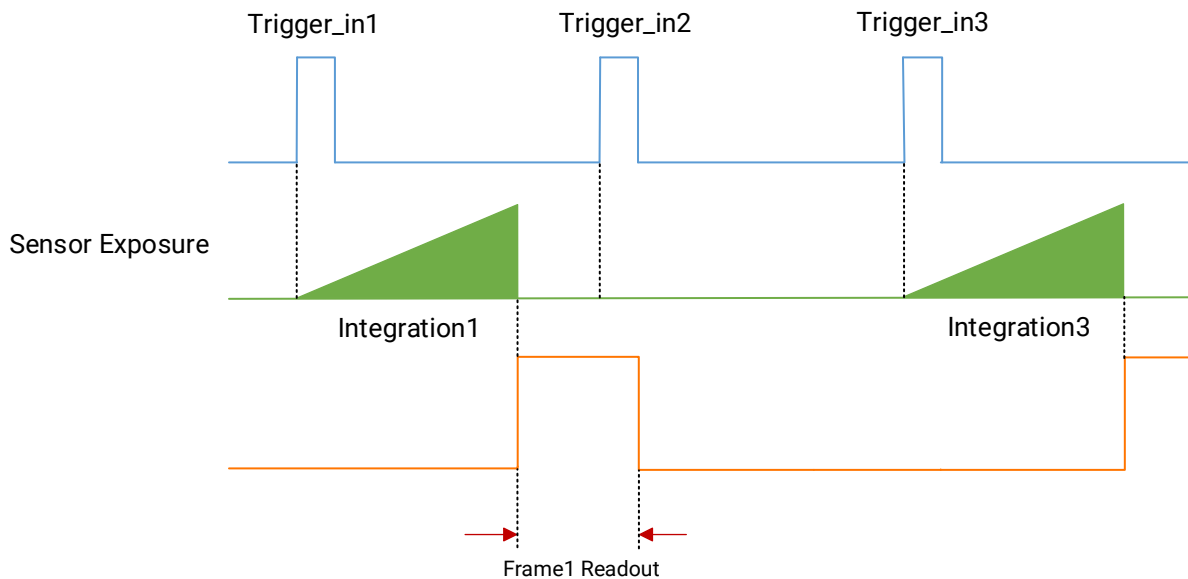 Trigger_in1
Trigger_in2
Trigger_in3
Sensor Exposure
Integration1
Integration3
Frame1 Readout